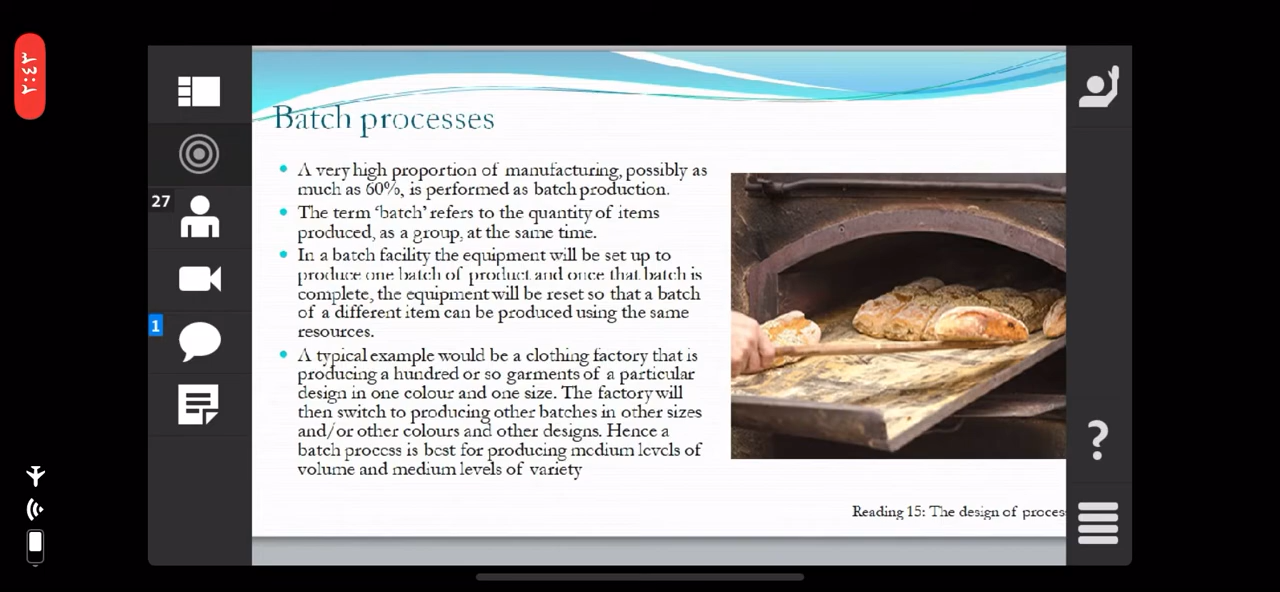 ٢:٤٣
27
1
Batch processes
• A very high proportion of manufacturing, possibly as
much as 60%, is performed as batch production.
• The term ‘batch’ refers to the quantity of items
produced, as a group, at the same time.
• In a batch facility the equipment will be set up to
produce one batch of product and once that batch is
complete, the equipment will be reset so that a batch
of a different item can be produced using the same
resources.
• A typical example would be a clothing factory that is
producing a hundred or so garments of a particular
design in one colour and one size. The factory will
then switch to producing other batches in other sizes
and/or other colours and other designs. Hence a
batch process is best for producing medium levels of
volume and medium levels of variety
Reading 15: The design of proces
?